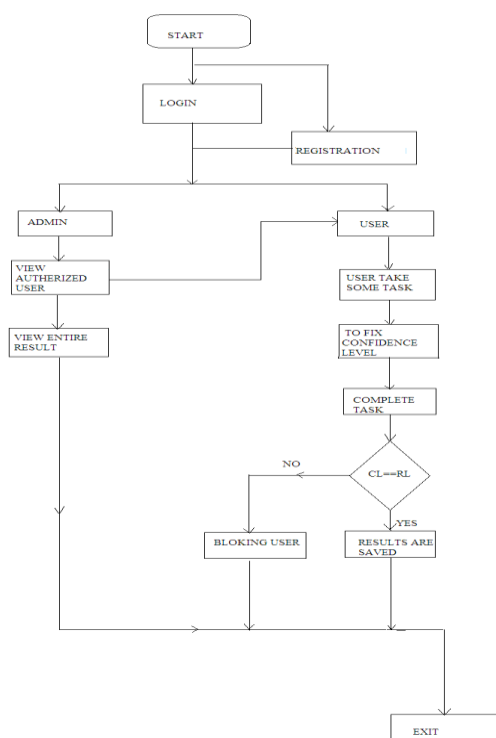 START
LOGIN
REGISTRATION
ADMIN
USER
VIEW
AUTHERIZED
USER
USER TAKE
SOME TASK
VIEW ENTIRE
RESULT
TO FIX
CONFIDENCE
LEVEL
COMPLETE
TASK
NO
CL==RL
YES
BLOKING USER
RESULTS ARE
SAVED
EXIT